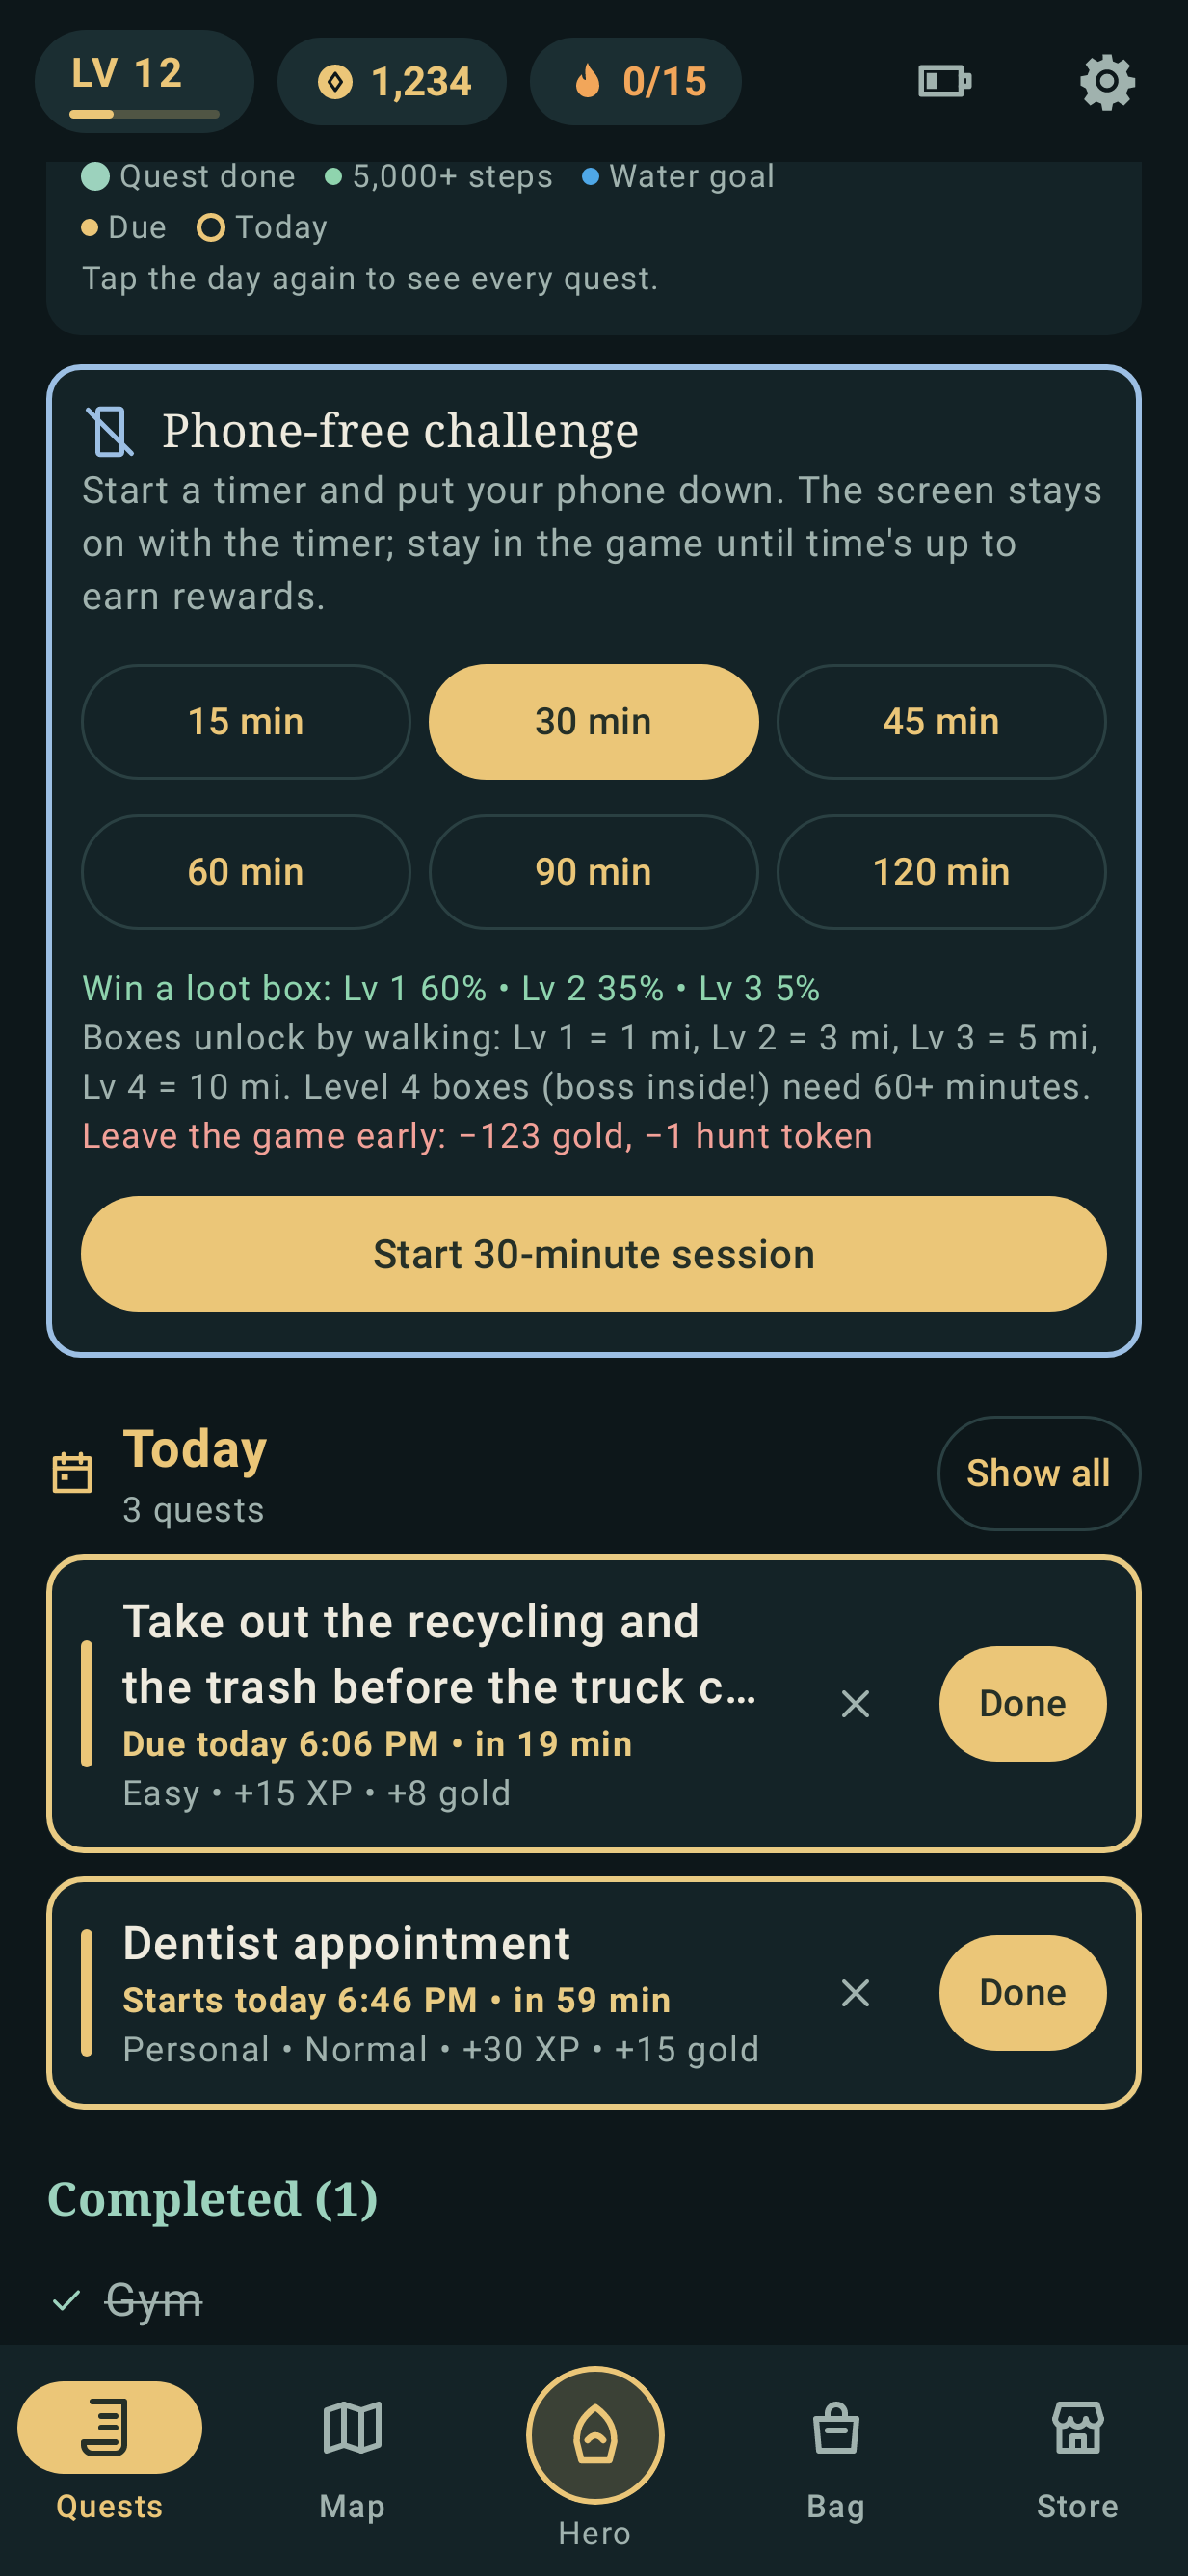 LV 12
1,234
0/15
Quest done
5,000+ steps
Water goal
Due
Today
Tap the day again to see every quest.
Phone-free challenge
Start a timer and put your phone down. The screen stays
on with the timer; stay in the game until time's up to
earn rewards.
15 min
30 min
45 min
60 min
90 min
120 min
Win a loot box: Lv 1 60% • Lv 2 35% • Lv 3 5%
Boxes unlock by walking: Lv 1 = 1 mi, Lv 2 = 3 mi, Lv 3 = 5 mi,
Lv 4 = 10 mi. Level 4 boxes (boss inside!) need 60+ minutes.
Leave the game early: −123 gold, −1 hunt token
Start 30-minute session
Today
3 quests
Show all
Take out the recycling and
the trash before the truck c…
Due today 6:06 PM • in 19 min
Easy • +15 XP • +8 gold
Done
Dentist appointment
Starts today 6:46 PM • in 59 min
Personal • Normal • +30 XP • +15 gold
Done
Completed (1)
Gym
Quests
Map
Hero
Bag
Store